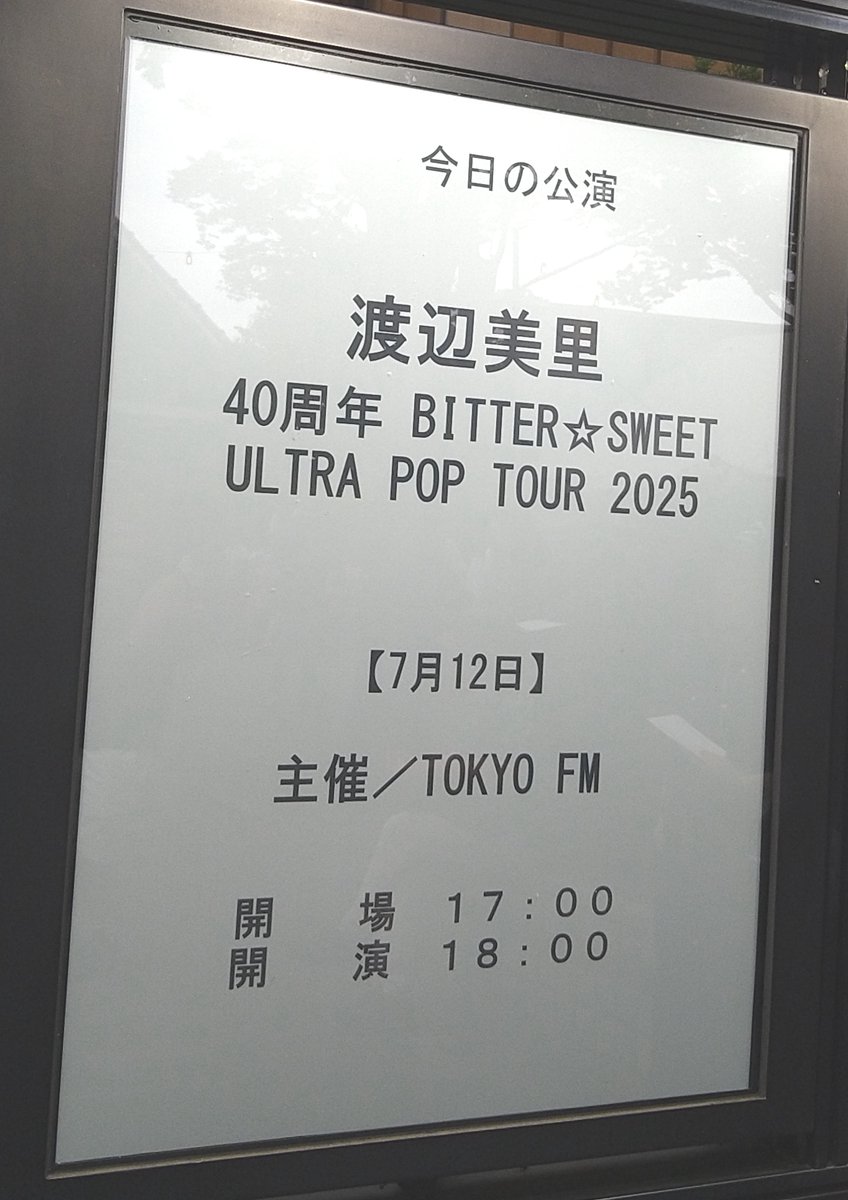 今日の公演
渡辺美里
40周年 BITTER☆SWEET
ULTRA POP TOUR 2025
【7月12日】
主催／TOKYO FM
開　場　17：00
開　演　18：00